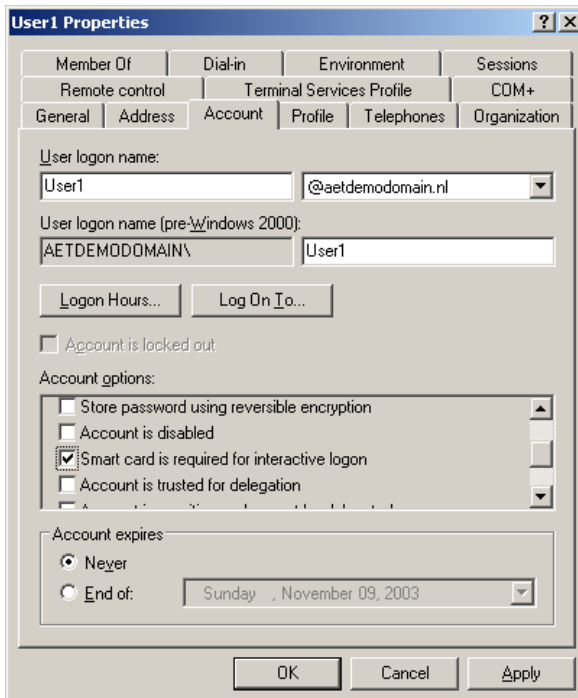 User1 Properties
Member Of Dial-in Environment Sessions
Remote control Terminal Services Profile COM+
General Address Account Profile Telephones Organization
User logon name:
User1 @aetdemodomain.nl
User logon name (pre-Windows 2000):
AETDEMODOMAIN\ User1
Logon Hours... Log On To...
Account is locked out
Account options:
Store password using reversible encryption
Account is disabled
Smart card is required for interactive logon
Account is trusted for delegation
Account expires
Never
End of: Sunday , November 09, 2003
OK Cancel Apply